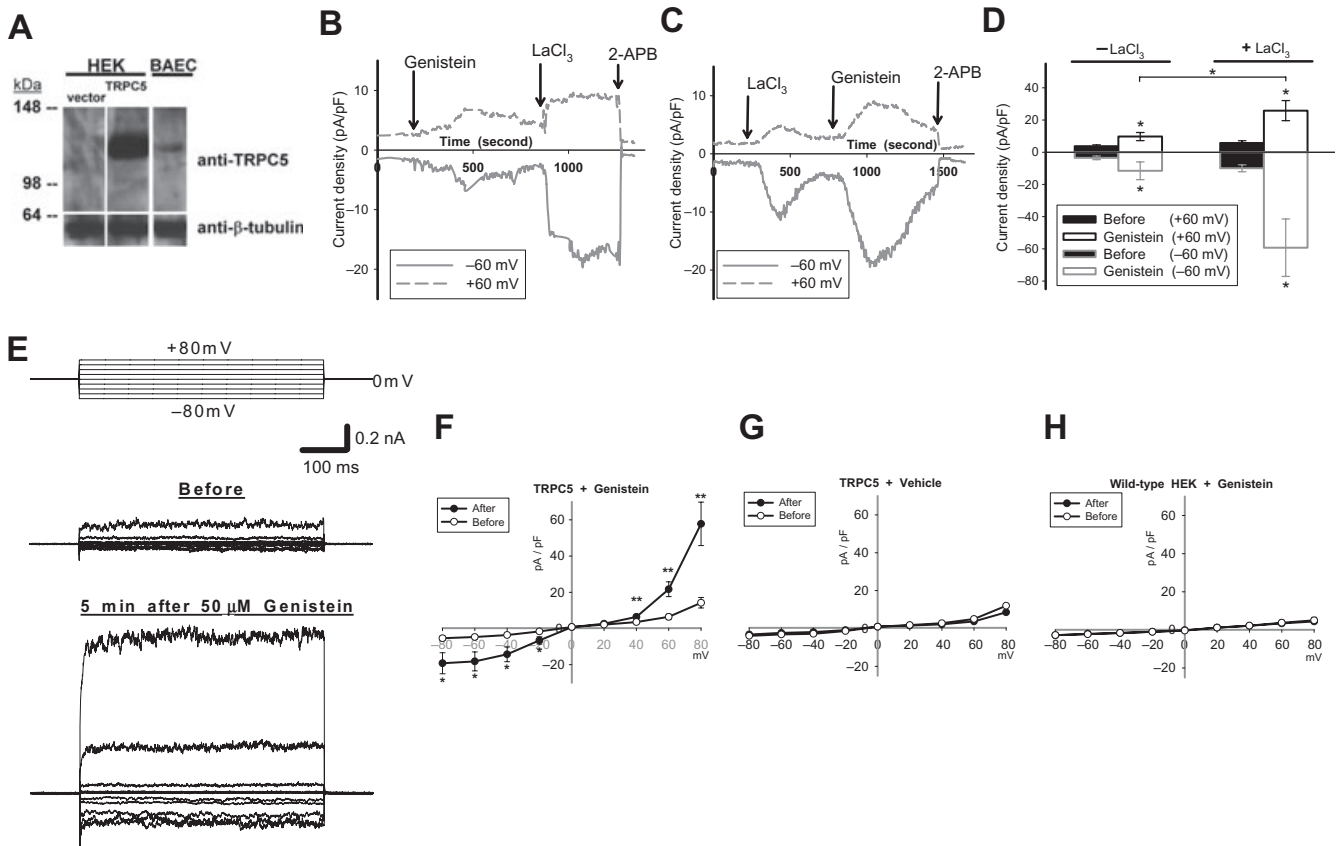 A
HEK BAEC
kDa
vector TRPC5
148 --
98 --
64 --
anti-TRPC5
anti-β-tubulin
B
Genistein
LaCl3
2-APB
Current density (pA/pF)
10
0
–10
–20
Time (second)
0 500 1000
–60 mV
+60 mV
C
LaCl3
Genistein
2-APB
Current density (pA/pF)
10
0
–10
–20
Time (second)
0 500 1000 1500
–60 mV
+60 mV
D
–LaCl3 + LaCl3
*
* *
* *
Current density (pA/pF)
40
20
0
–20
–40
–60
–80
Before (+60 mV)
Genistein (+60 mV)
Before (–60 mV)
Genistein (–60 mV)
E
+80mV
0mV
–80mV
0.2 nA
100 ms
Before
5 min after 50 μM Genistein
F
TRPC5 + Genistein
After
Before
pA / pF
60
40
20
0
–20
–80 –60 –40 –20 0 20 40 60 80
mV
** ** **
* * * *
G
TRPC5 + Vehicle
After
Before
pA / pF
60
40
20
0
–20
–80 –60 –40 –20 0 20 40 60 80
mV
H
Wild-type HEK + Genistein
After
Before
pA / pF
60
40
20
0
–20
–80 –60 –40 –20 0 20 40 60 80
mV